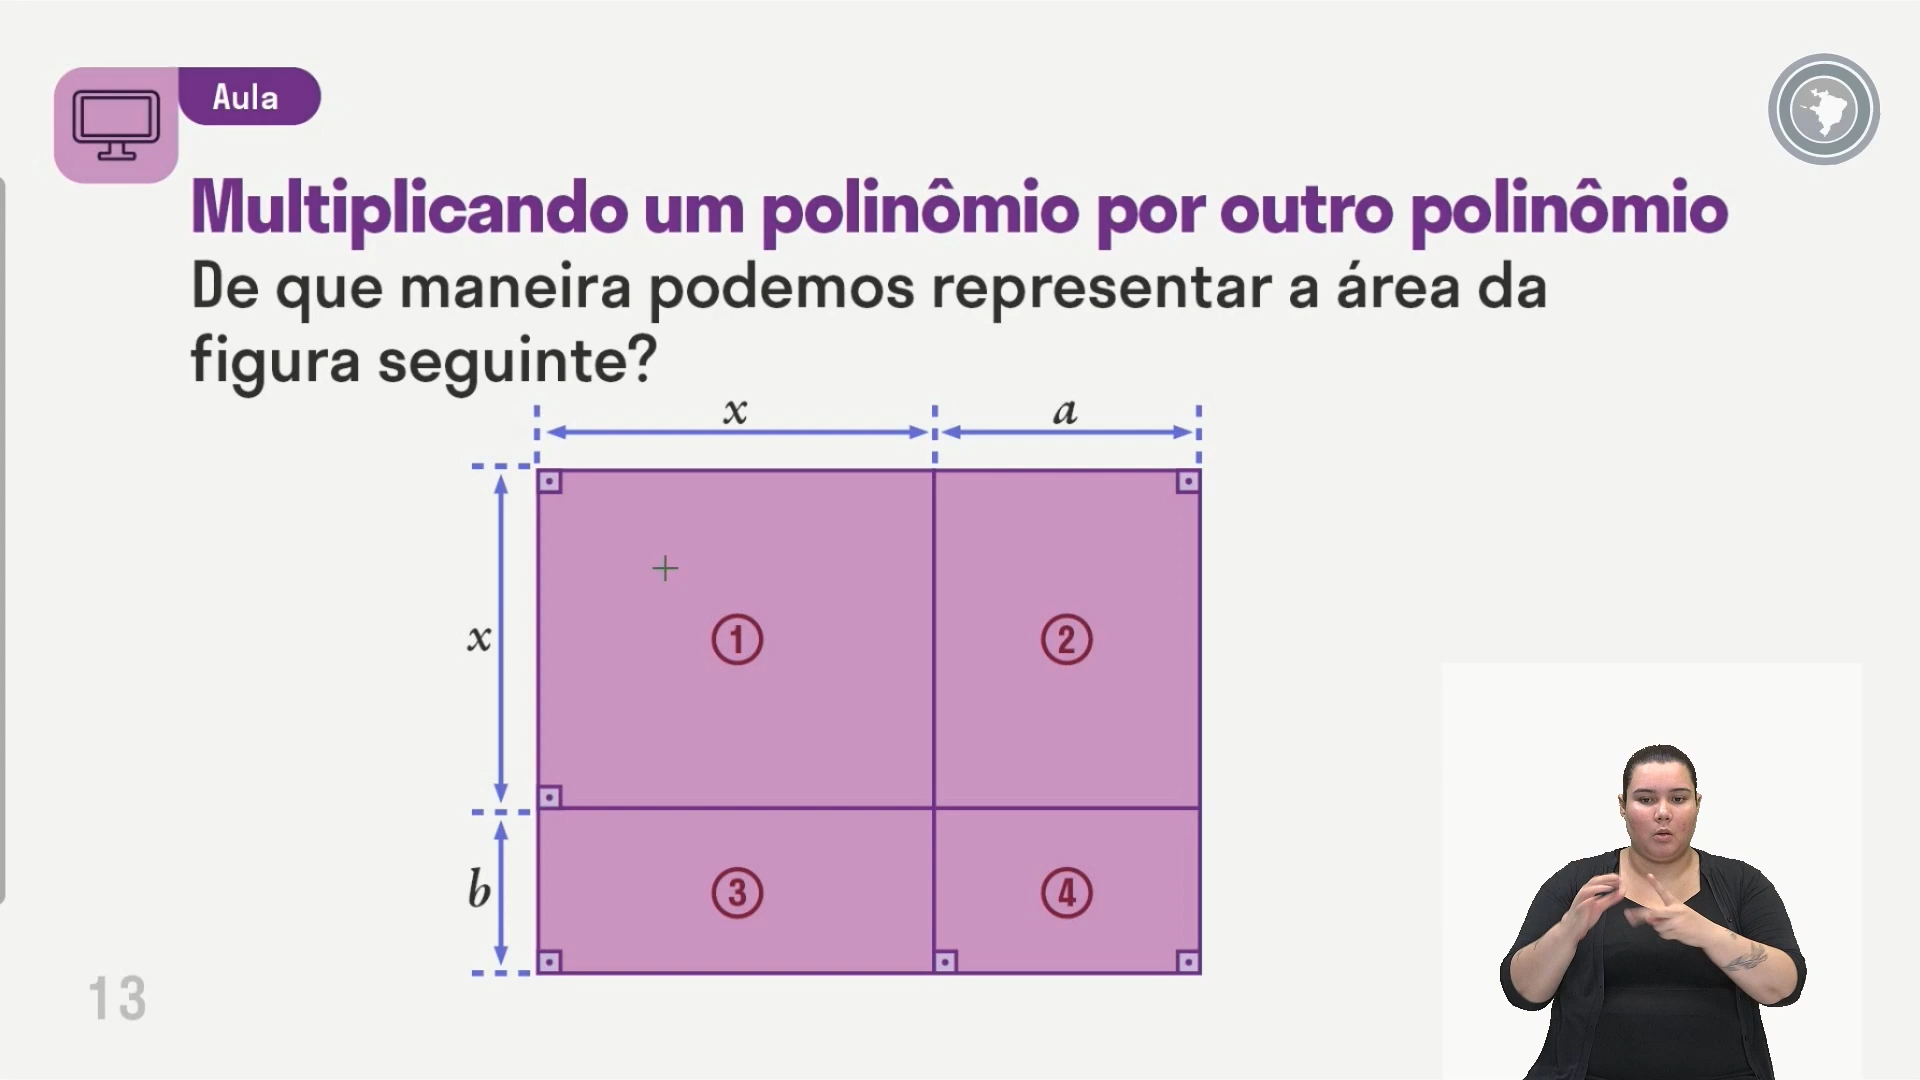 Aula
Multiplicando um polinômio por outro polinômio
De que maneira podemos representar a área da
figura seguinte?
x
a
x
1
2
b
3
4
13